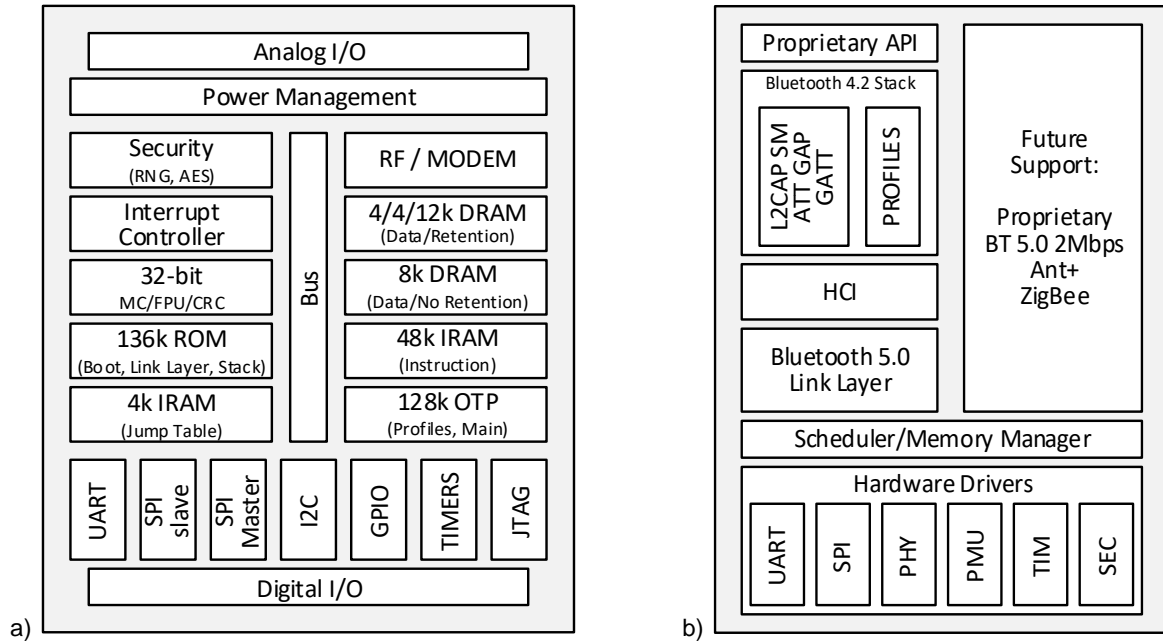 Analog I/O
Power Management
Security
(RNG, AES)
Interrupt
Controller
32-bit
MC/FPU/CRC
136k ROM
(Boot, Link Layer, Stack)
4k IRAM
(Jump Table)
Bus
RF / MODEM
4/4/12k DRAM
(Data/Retention)
8k DRAM
(Data/No Retention)
48k IRAM
(Instruction)
128k OTP
(Profiles, Main)
UART
SPI
slave
SPI
Master
I2C
GPIO
TIMERS
JTAG
Digital I/O
a)
Proprietary API
Bluetooth 4.2 Stack
L2CAP SM
ATT GAP
GATT
PROFILES
HCI
Bluetooth 5.0
Link Layer
Future
Support:
Proprietary
BT 5.0 2Mbps
Ant+
ZigBee
Scheduler/Memory Manager
Hardware Drivers
UART
SPI
PHY
PMU
TIM
SEC
b)